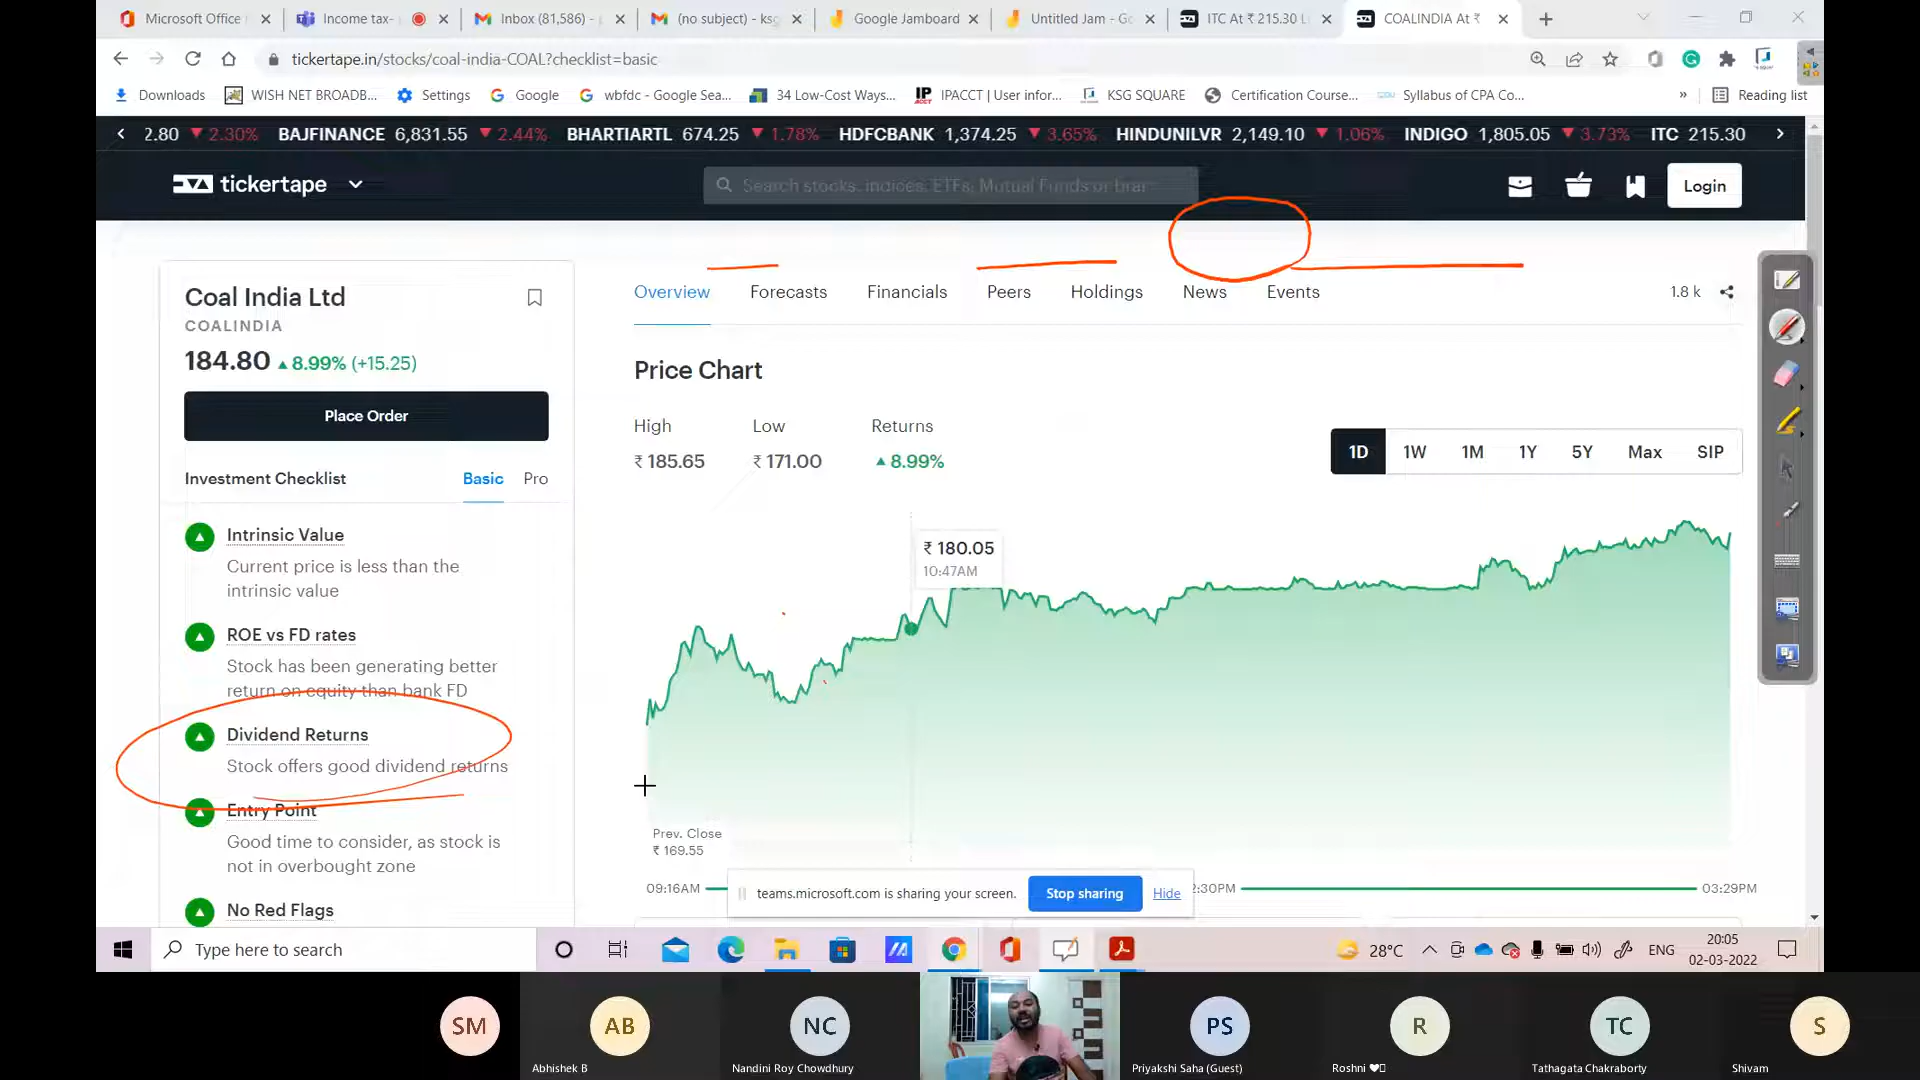 Microsoft Office
Income tax-
Inbox (81,586) -
(no subject) - ksg
Google Jamboard
Untitled Jam - Go
ITC At ₹ 215.30 L
COALINDIA At ₹
tickertape.in/stocks/coal-india-COAL?checklist=basic
Downloads
WISH NET BROADB...
Settings
Google
wbfdc - Google Sea...
34 Low-Cost Ways...
IPACCT | User infor...
KSG SQUARE
Certification Course...
Syllabus of CPA Co...
»
Reading list
2.80 ▼ 2.30% BAJFINANCE 6,831.55 ▼ 2.44% BHARTIARTL 674.25 ▼ 1.78% HDFCBANK 1,374.25 ▼ 3.65% HINDUNILVR 2,149.10 ▼ 1.06% INDIGO 1,805.05 ▼ 3.73% ITC 215.30
tickertape
Search stocks, indices, ETFs, Mutual Funds or bran
Login
Coal India Ltd
COALINDIA
184.80 ▲ 8.99% (+15.25)
Place Order
Investment Checklist
Basic
Pro
Intrinsic Value
Current price is less than the
intrinsic value
ROE vs FD rates
Stock has been generating better
return on equity than bank FD
Dividend Returns
Stock offers good dividend returns
Entry Point
Good time to consider, as stock is
not in overbought zone
No Red Flags
Overview
Forecasts
Financials
Peers
Holdings
News
Events
1.8 k
Price Chart
High
Low
Returns
₹ 185.65
₹ 171.00
▲ 8.99%
1D
1W
1M
1Y
5Y
Max
SIP
₹ 180.05
10:47AM
Prev. Close
₹ 169.55
09:16AM
2:30PM
03:29PM
teams.microsoft.com is sharing your screen.
Stop sharing
Hide
Type here to search
28°C
ENG
20:05
02-03-2022
SM
AB
Abhishek B
NC
Nandini Roy Chowdhury
PS
Priyakshi Saha (Guest)
R
Roshni
TC
Tathagata Chakraborty
S
Shivam